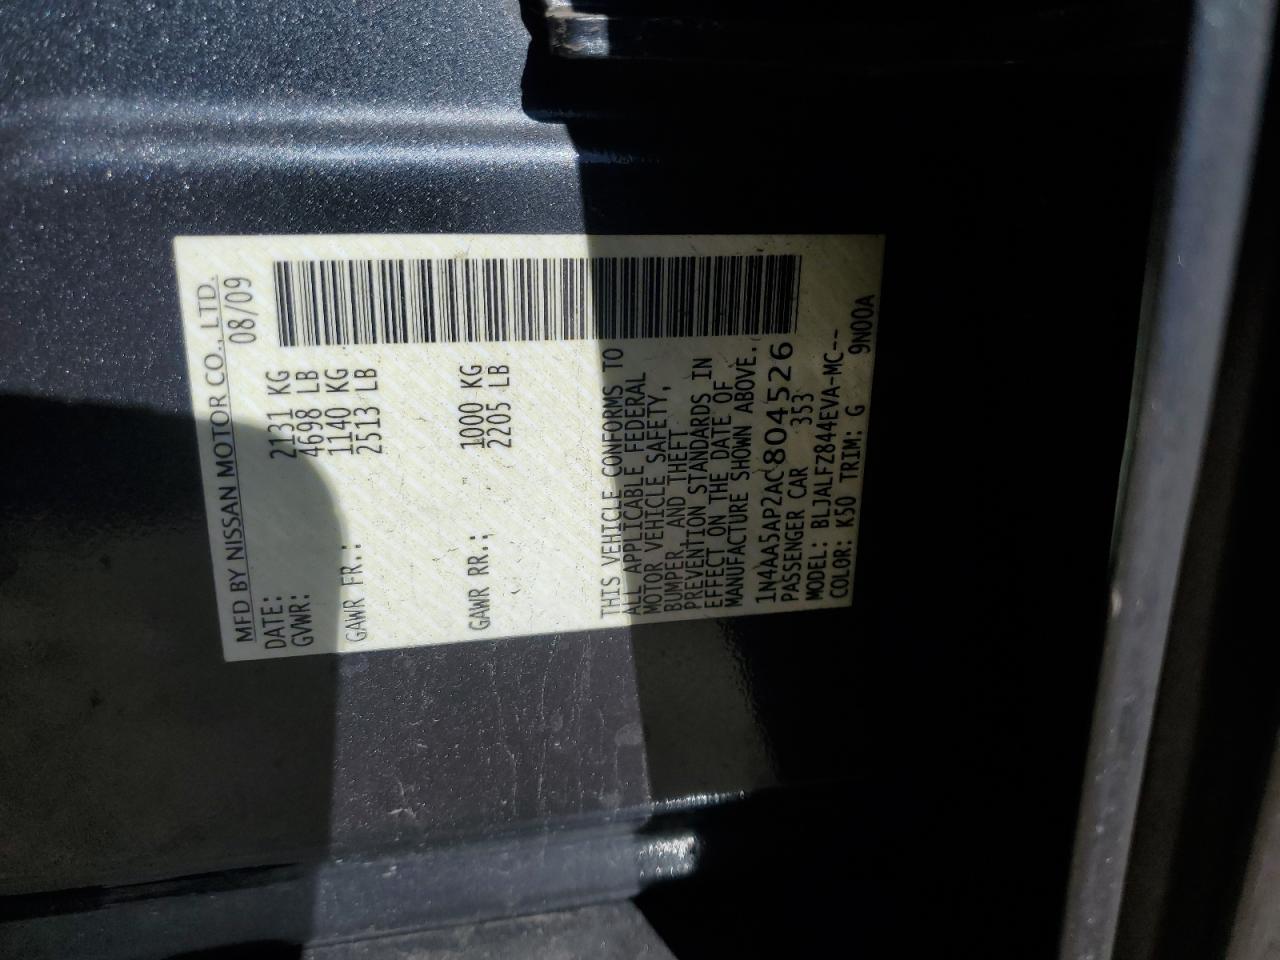 MFD BY NISSAN MOTOR CO., LTD.
DATE: 08/09
GVWR: 2131 KG
4698 LB
GAWR FR.: 1140 KG
2513 LB
GAWR RR.: 1000 KG
2205 LB
THIS VEHICLE CONFORMS TO
ALL APPLICABLE FEDERAL
MOTOR VEHICLE SAFETY,
BUMPER, AND THEFT
PREVENTION STANDARDS IN
EFFECT ON THE DATE OF
MANUFACTURE SHOWN ABOVE.
1N4AA5AP2AC804526
PASSENGER CAR 353
MODEL: BLJALFZ844EVA-MC--
COLOR: K50 TRIM: G 9N00A